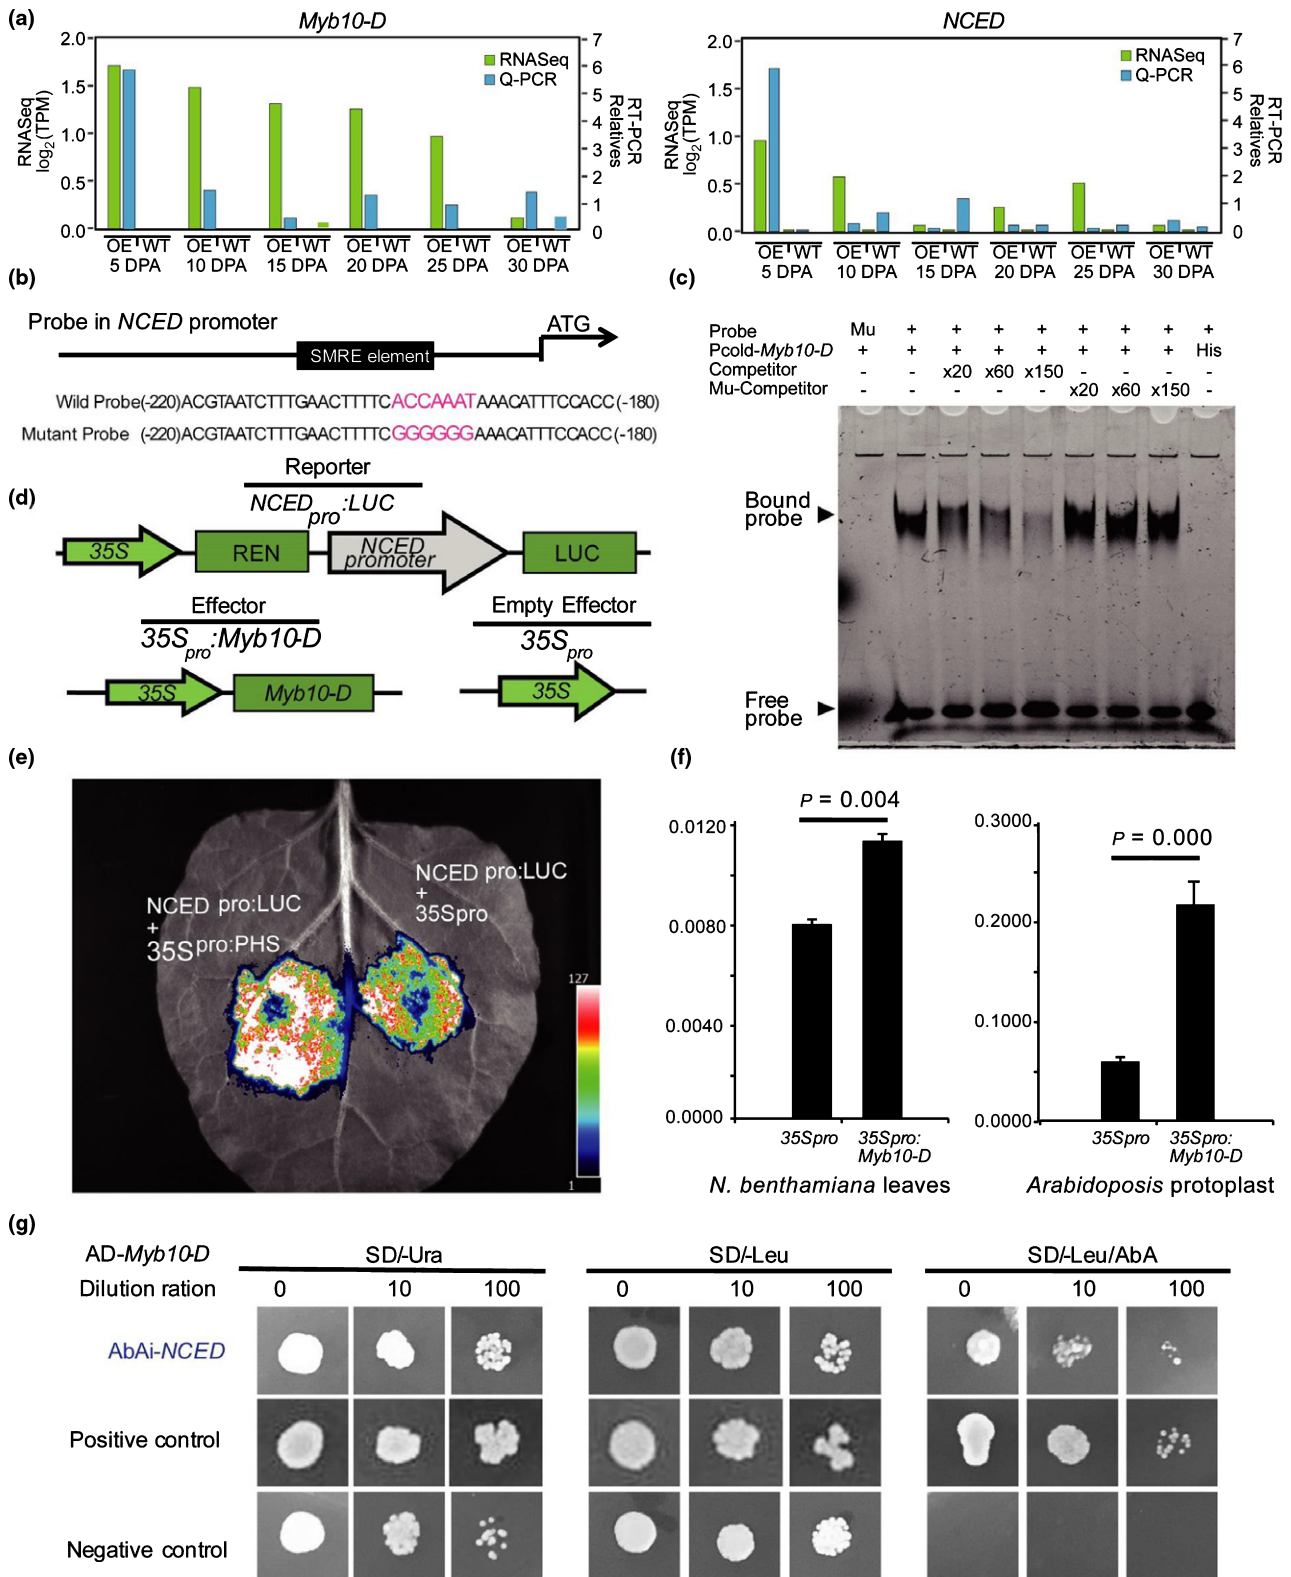 (a)
Myb10-D
2.0
1.5
1.0
0.5
0.0
RNASeq
log2(TPM)
RNASeq
Q-PCR
7
6
5
4
3
2
1
0
RT-PCR
Relatives
OE WT OE WT OE WT OE WT OE WT OE WT
5 DPA 10 DPA 15 DPA 20 DPA 25 DPA 30 DPA
NCED
2.0
1.5
1.0
0.5
0.0
RNASeq
log2(TPM)
RNASeq
Q-PCR
7
6
5
4
3
2
1
0
RT-PCR
Relatives
OE WT OE WT OE WT OE WT OE WT OE WT
5 DPA 10 DPA 15 DPA 20 DPA 25 DPA 30 DPA
(b)
Probe in NCED promoter
ATG
SMRE element
Wild Probe(-220)ACGTAATCTTTGAACTTTTCACCAAATAAACATTTCCACC(-180)
Mutant Probe (-220)ACGTAATCTTTGAACTTTTCGGGGGGAAACATTTCCACC(-180)
(c)
Probe Mu + + + + + + + +
Pcold-Myb10-D + + + + + + + + His
Competitor - - x20 x60 x150 - - - -
Mu-Competitor - - - - - x20 x60 x150 -
Bound
probe
Free
probe
(d)
Reporter
NCEDpro:LUC
35S
REN
NCED
promoter
LUC
Effector
35Spro:Myb10-D
35S
Myb10-D
Empty Effector
35Spro
35S
(e)
NCED pro:LUC
+
35Spro:PHS
NCED pro:LUC
+
35Spro
127
1
(f)
P = 0.004
0.0120
0.0080
0.0040
0.0000
35Spro
35Spro:
Myb10-D
N. benthamiana leaves
P = 0.000
0.3000
0.2000
0.1000
0.0000
35Spro
35Spro:
Myb10-D
Arabidoposis protoplast
(g)
AD-Myb10-D SD/-Ura SD/-Leu SD/-Leu/AbA
Dilution ration 0 10 100 0 10 100 0 10 100
AbAi-NCED
Positive control
Negative control